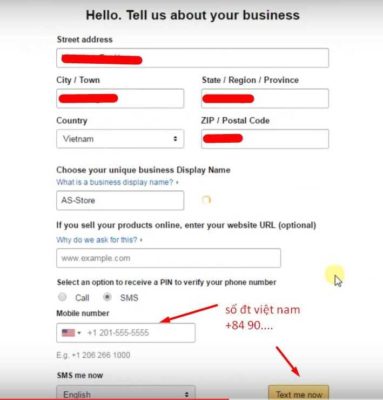 Hello. Tell us about your business
Street address
City / Town State / Region / Province
Country ZIP / Postal Code
Vietnam
Choose your unique business Display Name
What is a business display name?
AS-Store
If you sell your products online, enter your website URL (optional)
Why do we ask for this?
www.example.com
Select an option to receive a PIN to verify your phone number
Call SMS
Mobile number
số đt việt nam
+1 201-555-5555
+84 90....
E.g. +1 206 266 1000
SMS me now
English Text me now